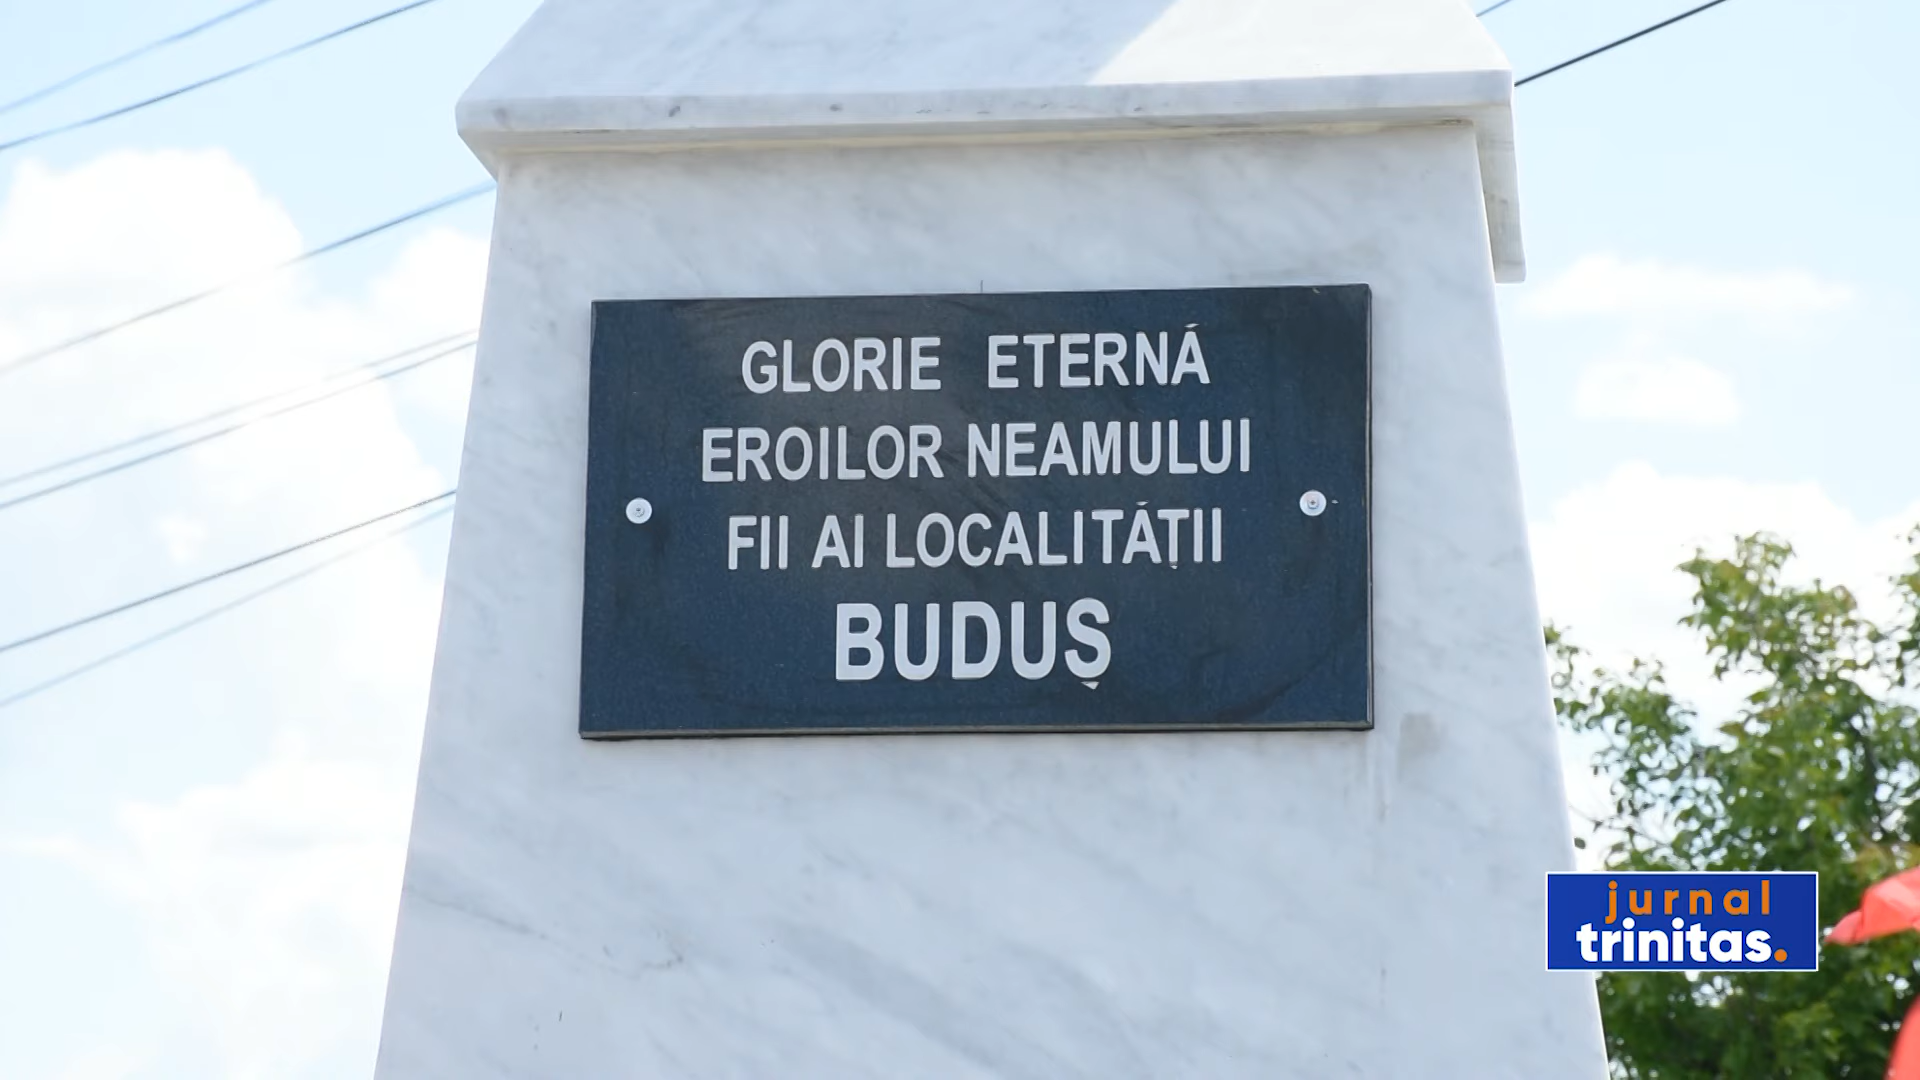 GLORIE ETERNĂ
EROILOR NEAMULUI
FII AI LOCALITĂȚII
BUDUȘ
jurnal
trinitas.